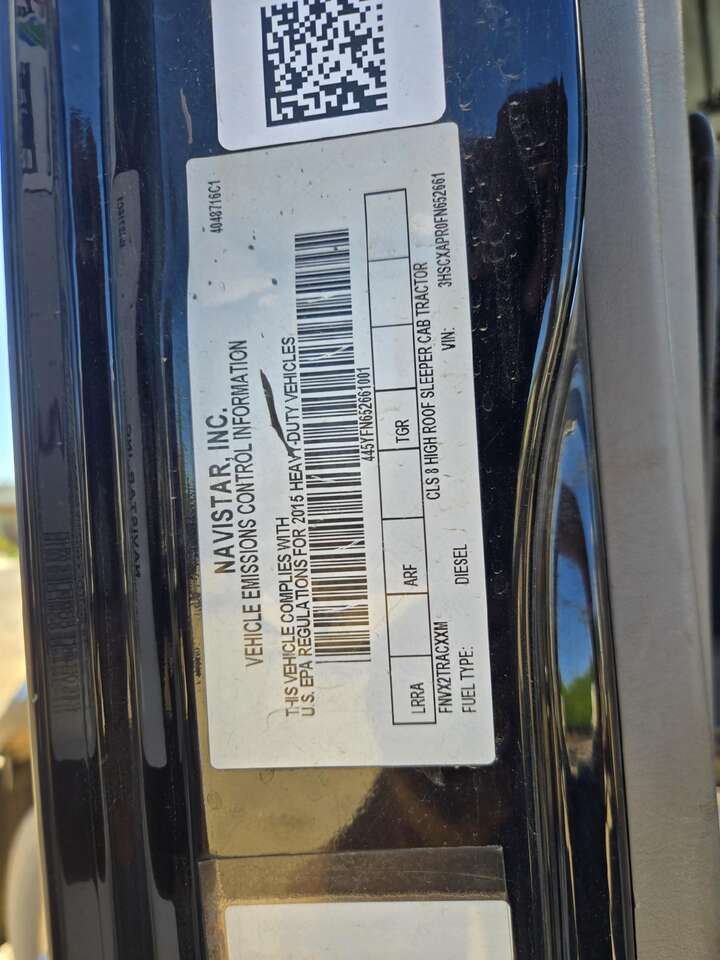 4048716C1
NAVISTAR, INC.
VEHICLE EMISSIONS CONTROL INFORMATION
THIS VEHICLE COMPLIES WITH
U.S. EPA REGULATIONS FOR 2015 HEAVY-DUTY VEHICLES
445YFN652661001
LRRA ARF TGR
FNVX2TRACXXM CLS 8 HIGH ROOF SLEEPER CAB TRACTOR
FUEL TYPE: DIESEL VIN: 3HSCXAPR0FN652661